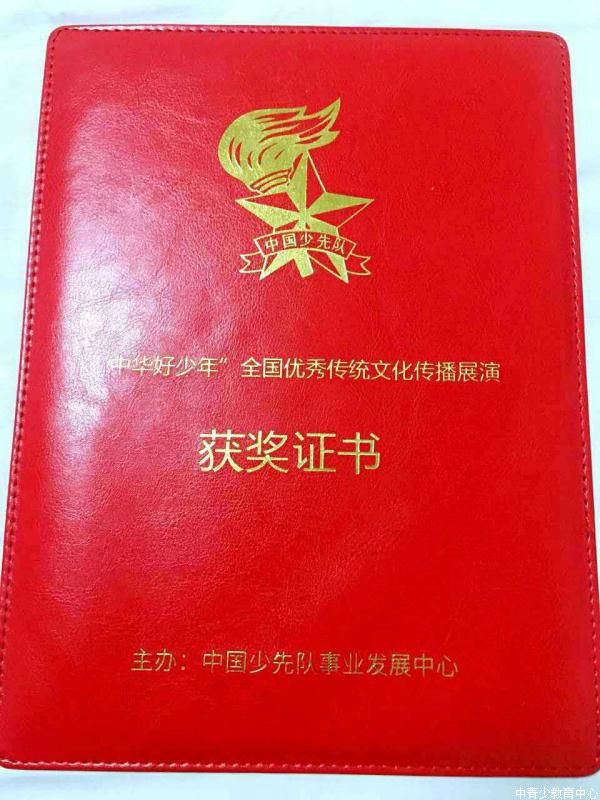 中国少先队
“中华好少年”全国优秀传统文化传播展演
获奖证书
主办：中国少先队事业发展中心
中青少教育中心